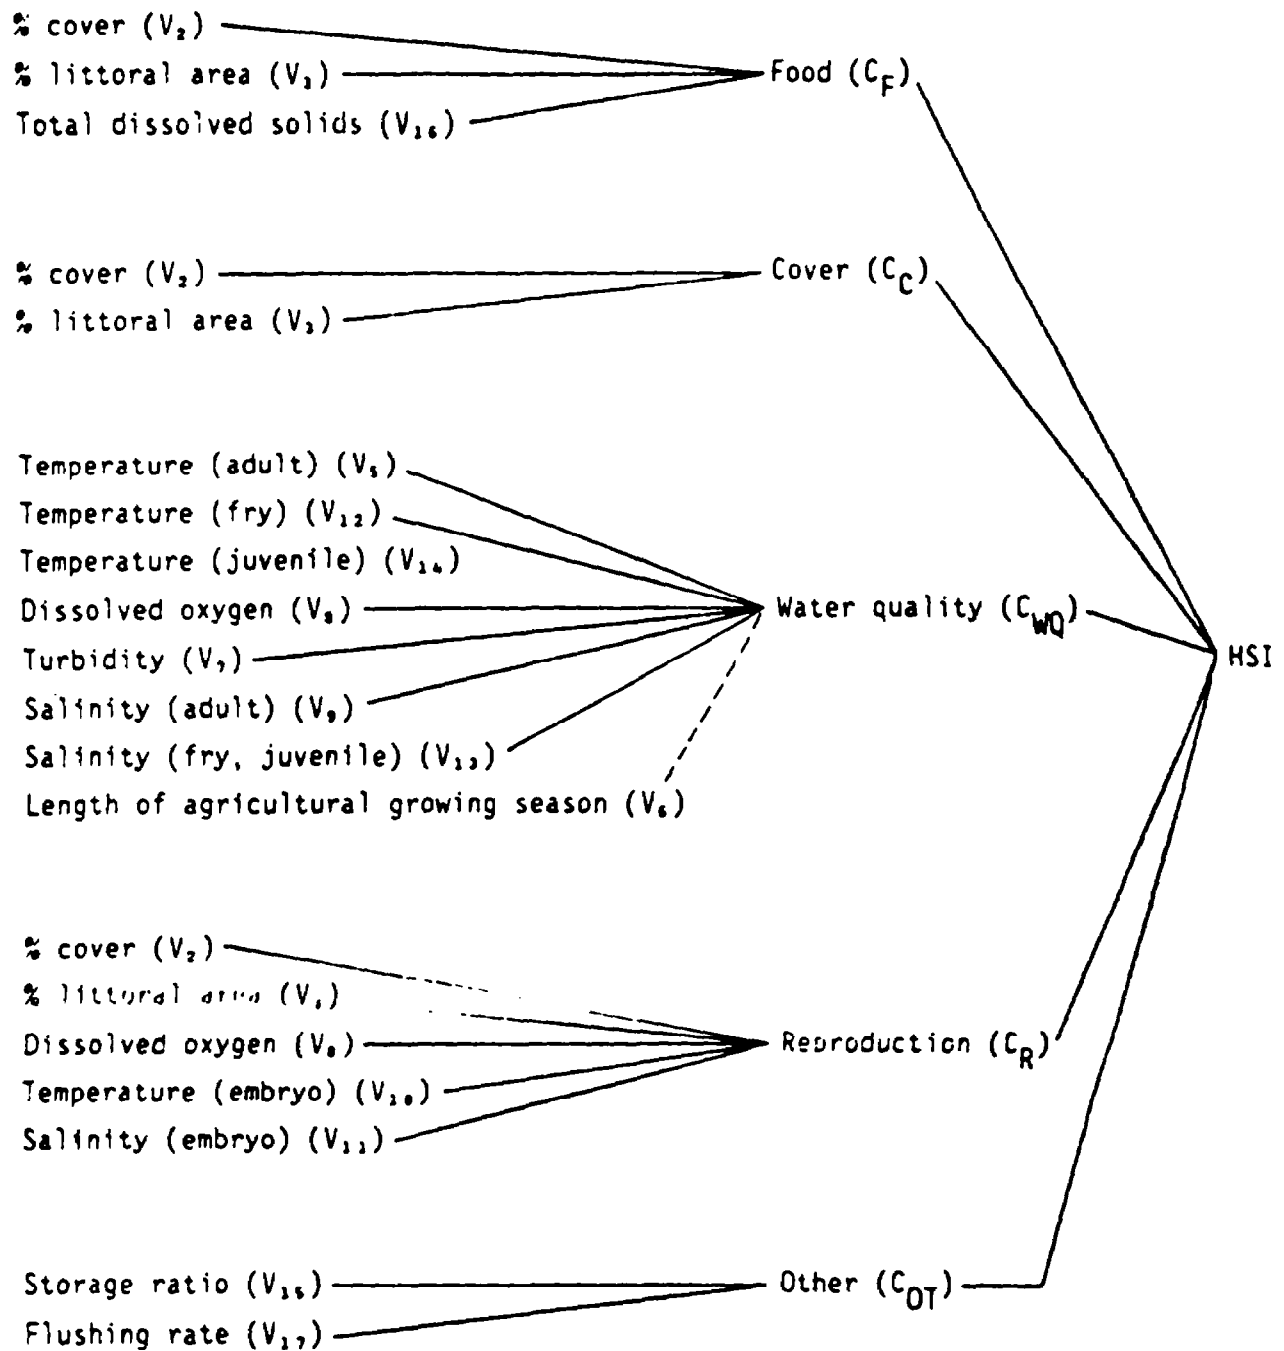 % cover (V₂)
% littoral area (V₃)
Total dissolved solids (V₁₆)
Food (C_F)
% cover (V₂)
% littoral area (V₃)
Cover (C_C)
Temperature (adult) (V₅)
Temperature (fry) (V₁₂)
Temperature (juvenile) (V₁₄)
Dissolved oxygen (V₈)
Turbidity (V₇)
Salinity (adult) (V₉)
Salinity (fry, juvenile) (V₁₃)
Length of agricultural growing season (V₆)
Water quality (C_WQ)
HSI
% cover (V₂)
% littoral area (V₃)
Dissolved oxygen (V₈)
Temperature (embryo) (V₁₀)
Salinity (embryo) (V₁₁)
Reproduction (C_R)
Storage ratio (V₁₅)
Flushing rate (V₁₇)
Other (C_OT)